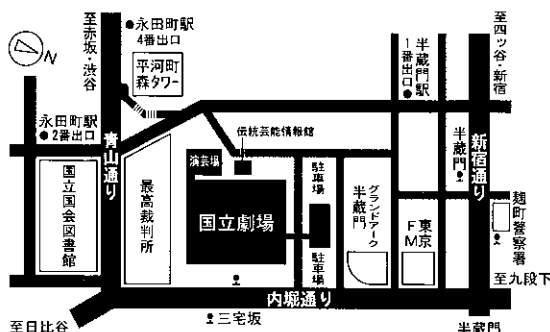 至赤坂・渋谷
●永田町駅
4番出口
平河町
森タワー
N
永田町駅
●2番出口
青山通り
国立国会図書館
最高裁判所
伝統芸能情報館
演芸場
国立劇場
駐車場
駐車場
グランドアーク
半蔵門
半蔵門駅
1番出口●
至四ッ谷・新宿
半蔵門
新宿通り
東京
FM
麹町警察署
至九段下
内堀通り
至日比谷
三宅坂
半蔵門